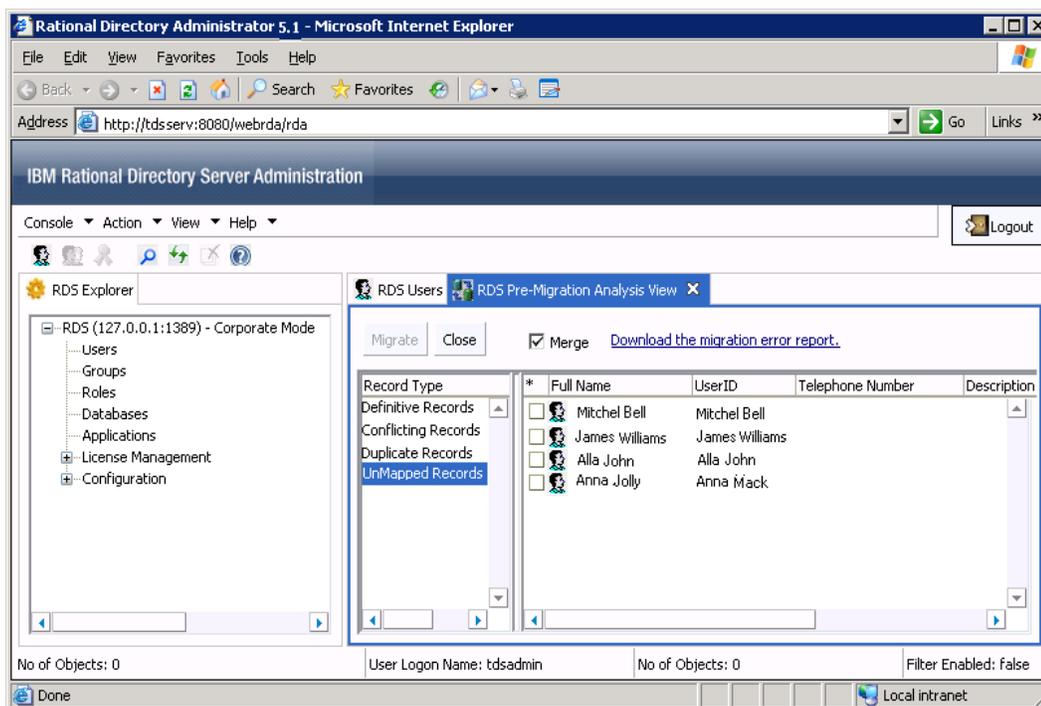 Rational Directory Administrator 5.1 - Microsoft Internet Explorer
File Edit View Favorites Tools Help
Back Search Favorites
Address http://tdsserv:8080/webrda/rda Go Links »
IBM Rational Directory Server Administration
Console Action View Help Logout
RDS Explorer
RDS Users RDS Pre-Migration Analysis View
RDS (127.0.0.1:1389) - Corporate Mode
Users
Groups
Roles
Databases
Applications
License Management
Configuration
Migrate Close Merge Download the migration error report.
Record Type
Definitive Records
Conflicting Records
Duplicate Records
UnMapped Records
* Full Name UserID Telephone Number Description
Mitchel Bell Mitchel Bell
James Williams James Williams
Alla John Alla John
Anna Jolly Anna Mack
No of Objects: 0 User Logon Name: tdsadmin No of Objects: 0 Filter Enabled: false
Done Local intranet